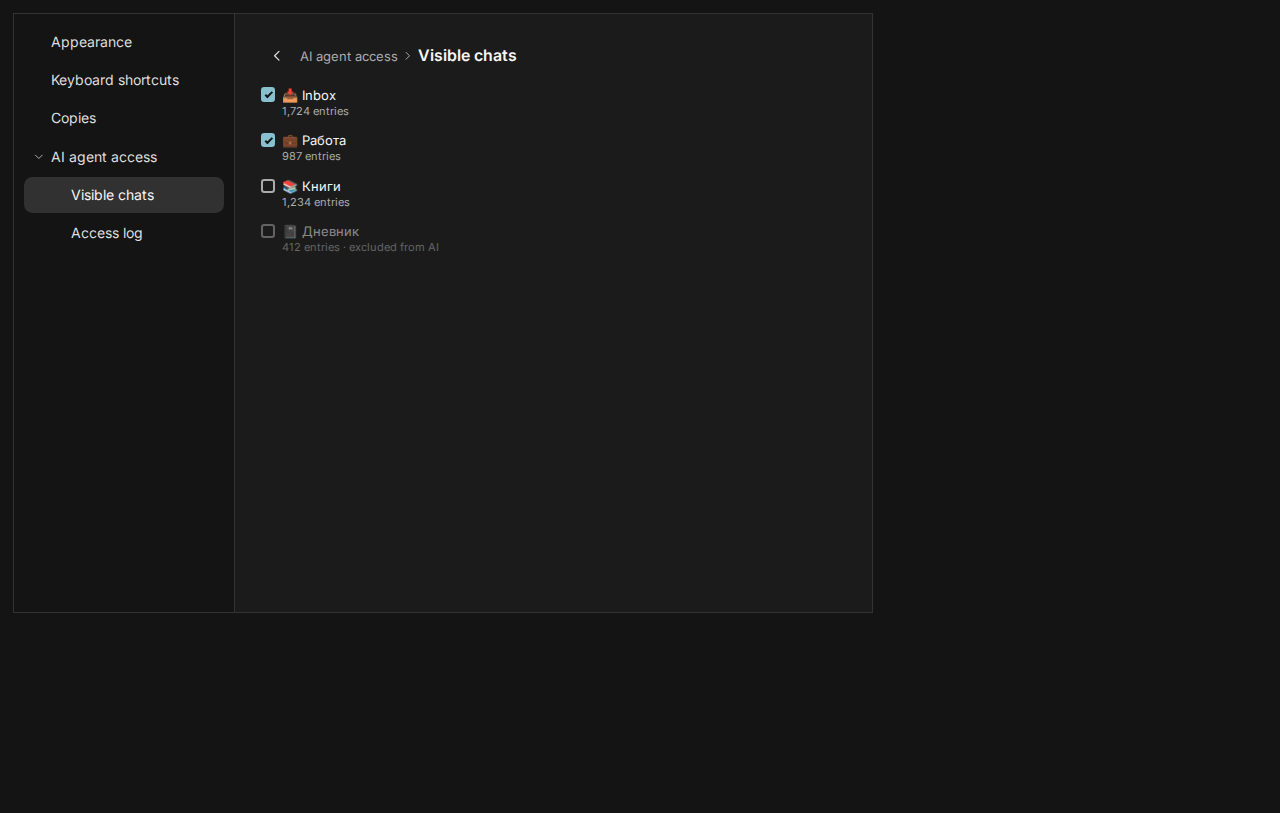 Appearance
Keyboard shortcuts
Copies
AI agent access
Visible chats
Access log
AI agent access > Visible chats
📥 Inbox
1,724 entries
💼 Работа
987 entries
📚 Книги
1,234 entries
📓 Дневник
412 entries · excluded from AI